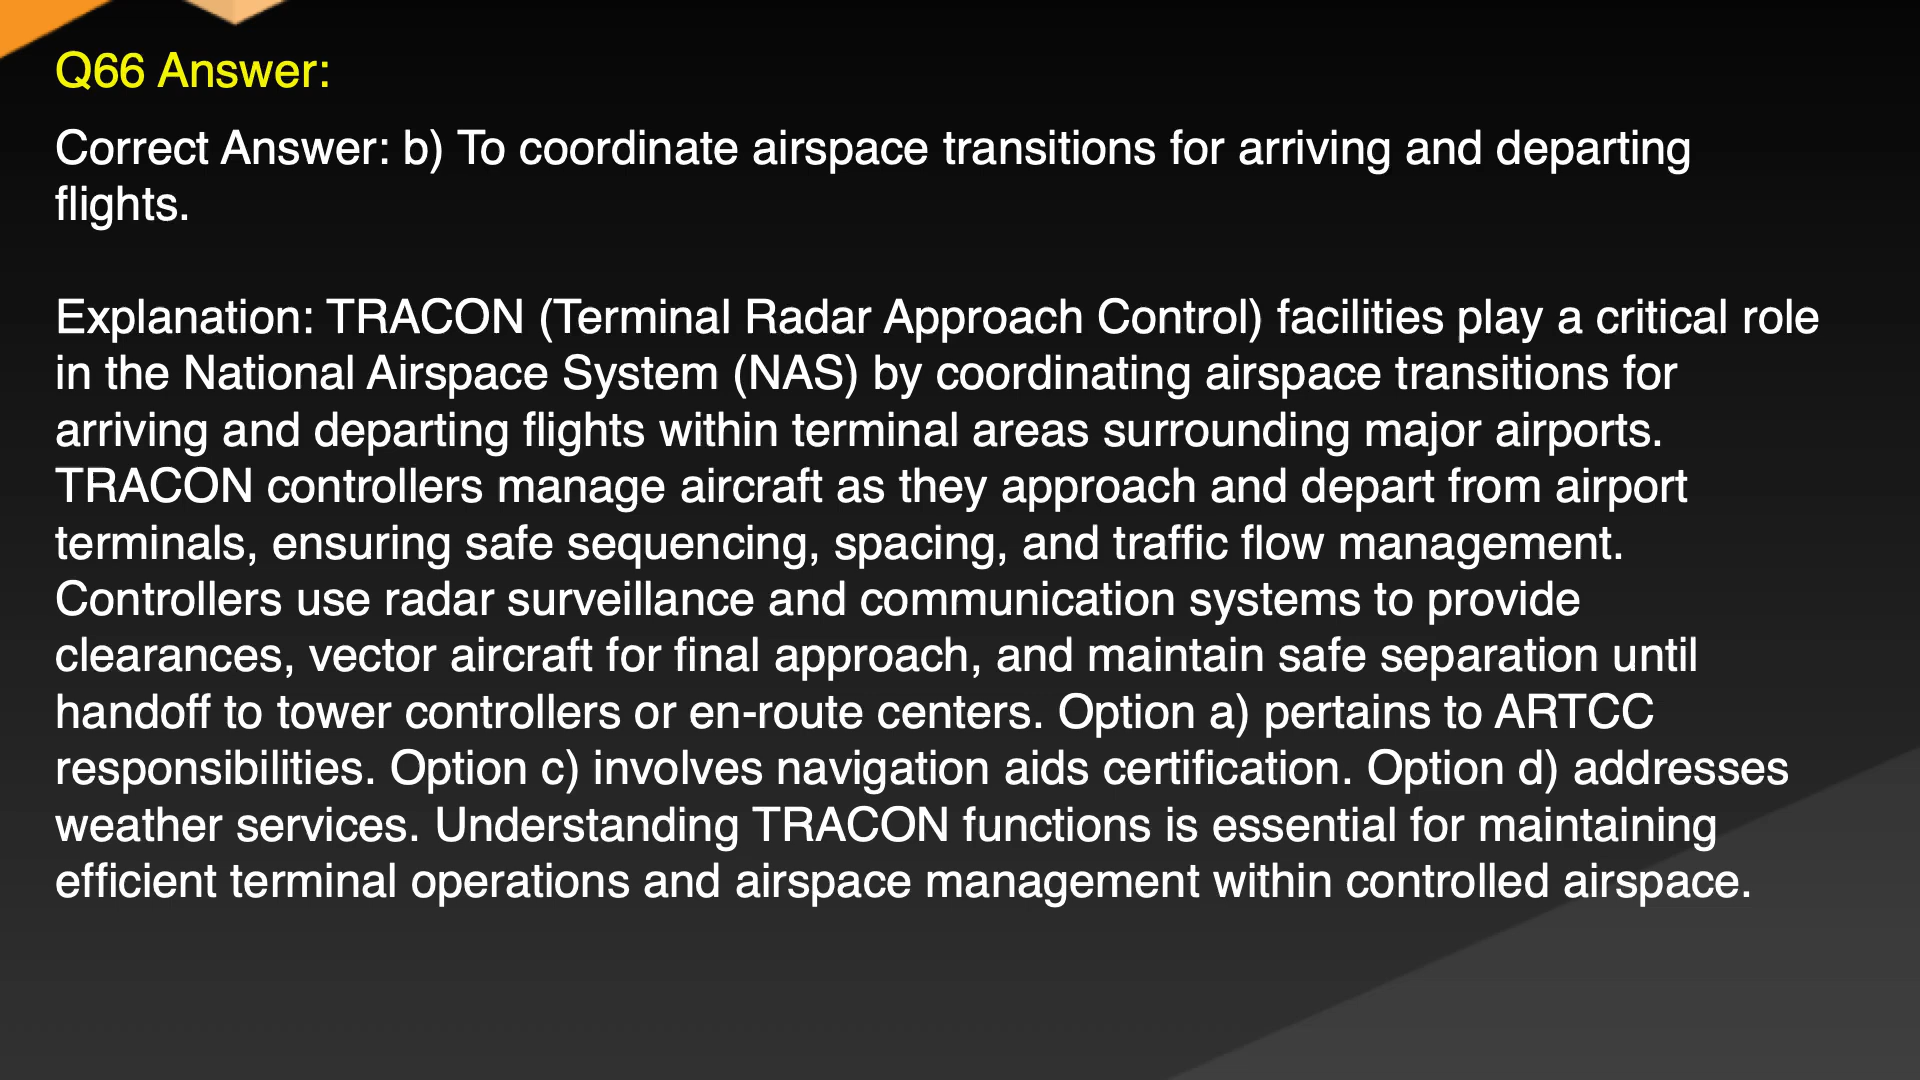 Q66 Answer:
Correct Answer: b) To coordinate airspace transitions for arriving and departing
flights.
Explanation: TRACON (Terminal Radar Approach Control) facilities play a critical role
in the National Airspace System (NAS) by coordinating airspace transitions for
arriving and departing flights within terminal areas surrounding major airports.
TRACON controllers manage aircraft as they approach and depart from airport
terminals, ensuring safe sequencing, spacing, and traffic flow management.
Controllers use radar surveillance and communication systems to provide
clearances, vector aircraft for final approach, and maintain safe separation until
handoff to tower controllers or en-route centers. Option a) pertains to ARTCC
responsibilities. Option c) involves navigation aids certification. Option d) addresses
weather services. Understanding TRACON functions is essential for maintaining
efficient terminal operations and airspace management within controlled airspace.